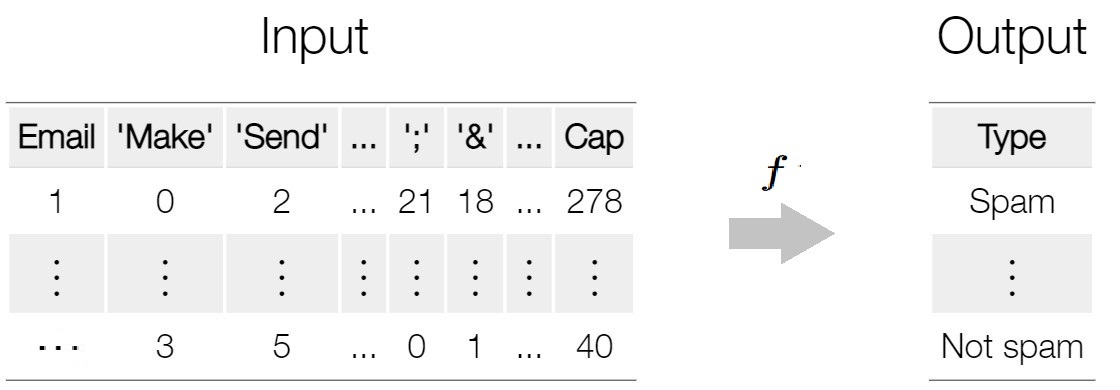 Input
Output
Email 'Make' 'Send' ... ';' '&' ... Cap
Type
1 0 2 ... 21 18 ... 278
f
Spam
⋮ ⋮ ⋮ ⋮ ⋮ ⋮ ⋮ ⋮
⋮
... 3 5 ... 0 1 ... 40
Not spam